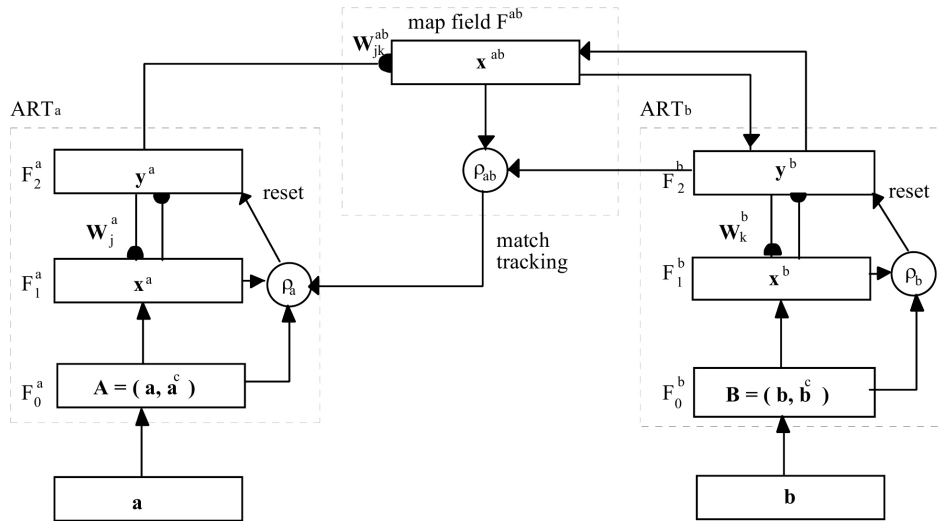 map field F^ab
W_jk^ab
x^ab
ART_a
ART_b
F_2^a
y^a
reset
ρ_ab
F_2^b
y^b
reset
W_j^a
match
tracking
W_k^b
F_1^a
x^a
ρ_a
F_1^b
x^b
ρ_b
F_0^a
A = ( a, a^c )
F_0^b
B = ( b, b^c )
a
b